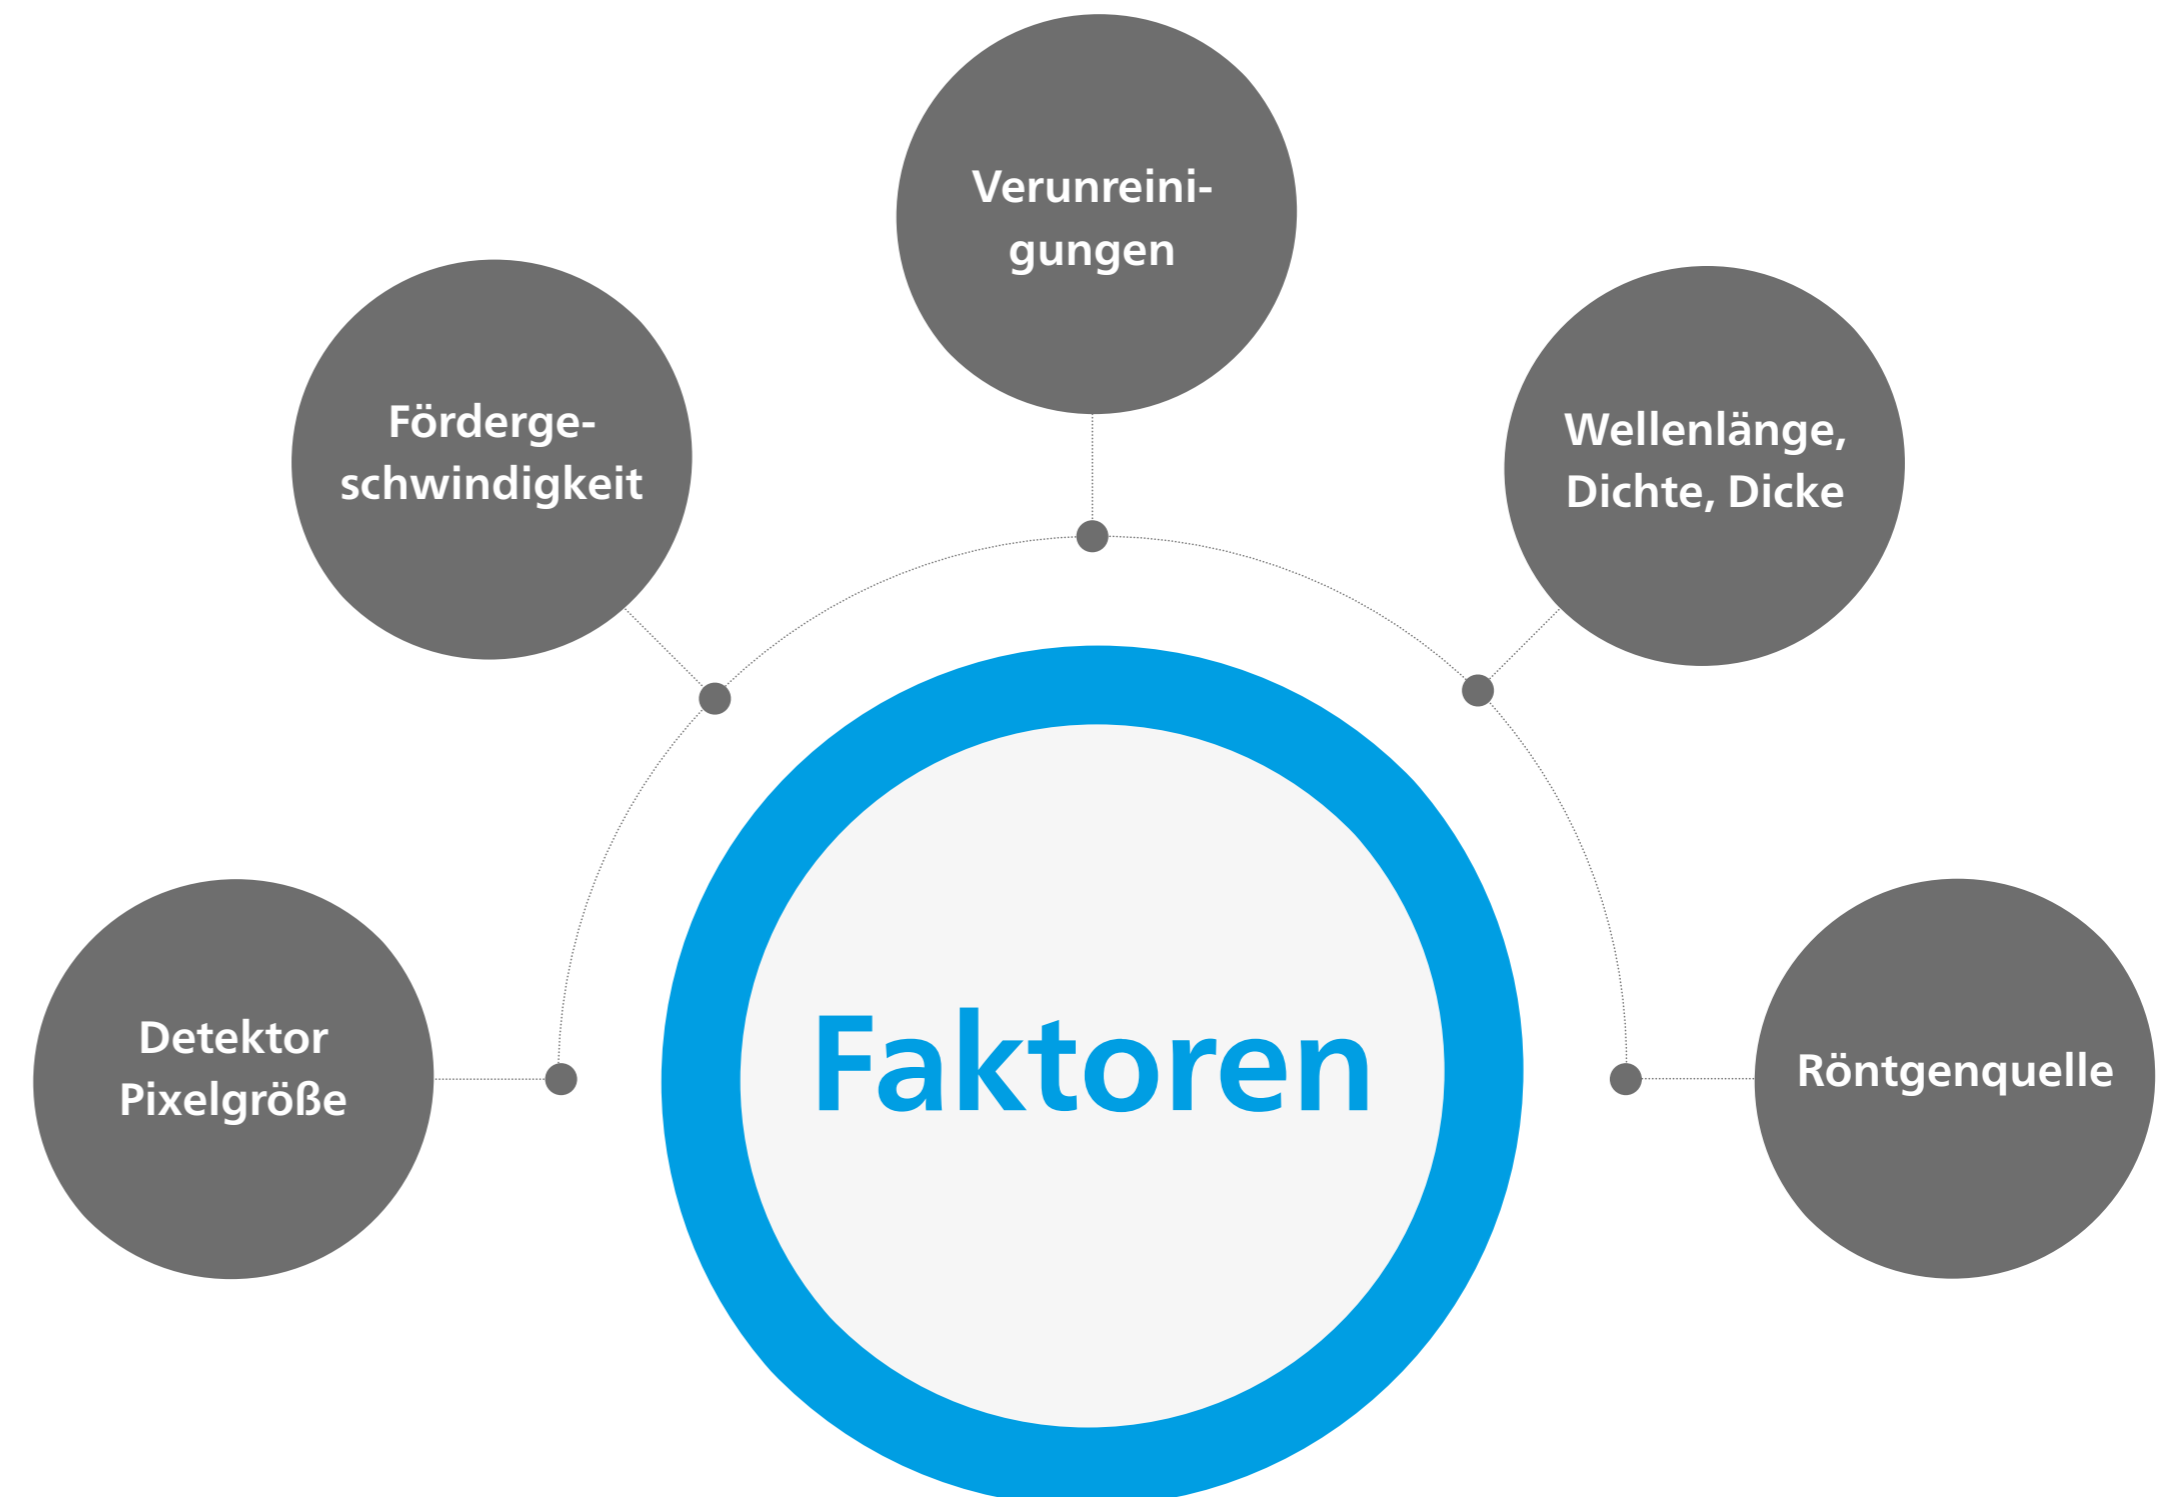 Verunreini-
gungen
Förderge-
schwindigkeit
Wellenlänge,
Dichte, Dicke
Detektor
Pixelgröße
Faktoren
Röntgenquelle